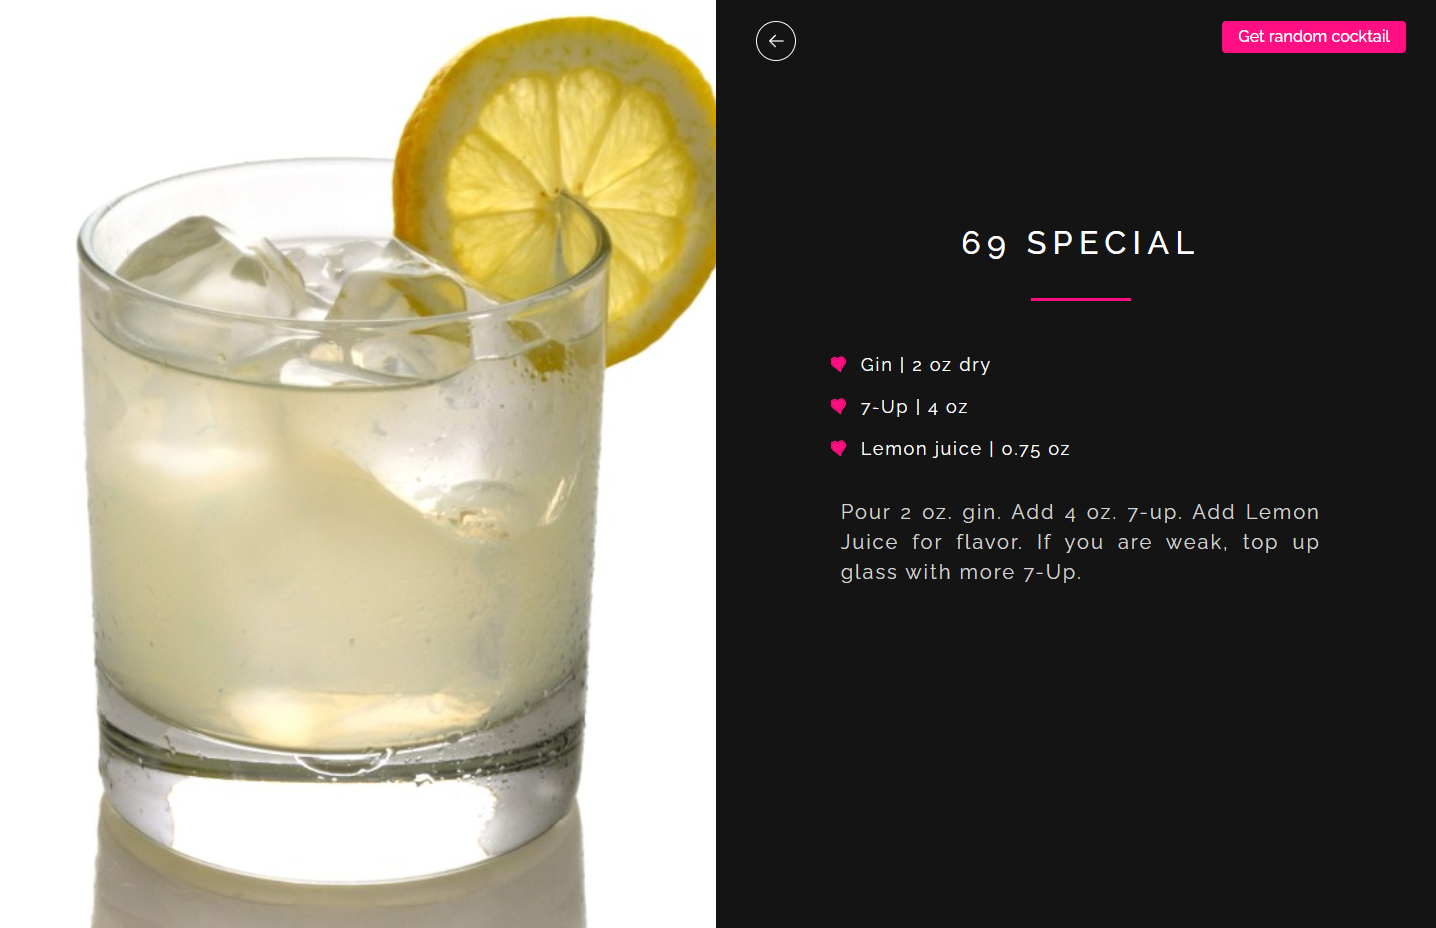 Get random cocktail
69 SPECIAL
Gin | 2 oz dry
7-Up | 4 oz
Lemon juice | 0.75 oz
Pour 2 oz. gin. Add 4 oz. 7-up. Add Lemon
Juice for flavor. If you are weak, top up
glass with more 7-Up.